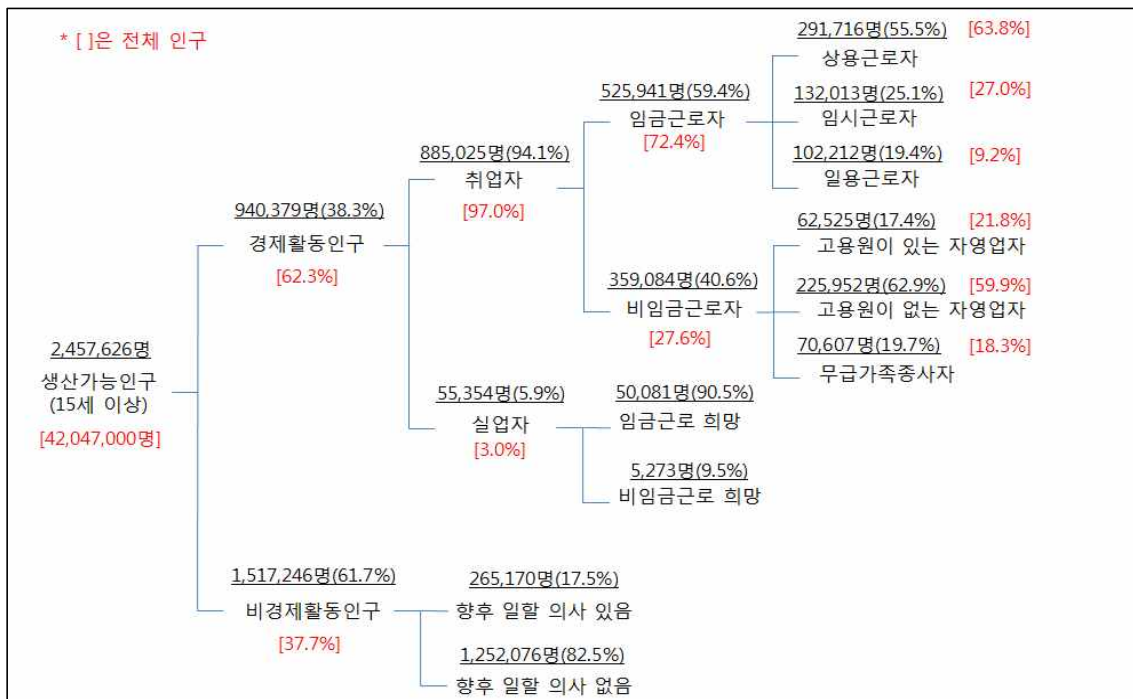 * [ ]은 전체 인구
291,716명(55.5%) [63.8%]
상용근로자
525,941명(59.4%)
임금근로자
[72.4%]
132,013명(25.1%) [27.0%]
임시근로자
102,212명(19.4%) [9.2%]
일용근로자
885,025명(94.1%)
취업자
[97.0%]
940,379명(38.3%)
경제활동인구
[62.3%]
62,525명(17.4%) [21.8%]
고용원이 있는 자영업자
359,084명(40.6%)
비임금근로자
[27.6%]
225,952명(62.9%) [59.9%]
고용원이 없는 자영업자
70,607명(19.7%) [18.3%]
무급가족종사자
2,457,626명
생산가능인구
(15세 이상)
[42,047,000명]
55,354명(5.9%)
실업자
[3.0%]
50,081명(90.5%)
임금근로 희망
5,273명(9.5%)
비임금근로 희망
1,517,246명(61.7%)
비경제활동인구
[37.7%]
265,170명(17.5%)
향후 일할 의사 있음
1,252,076명(82.5%)
향후 일할 의사 없음